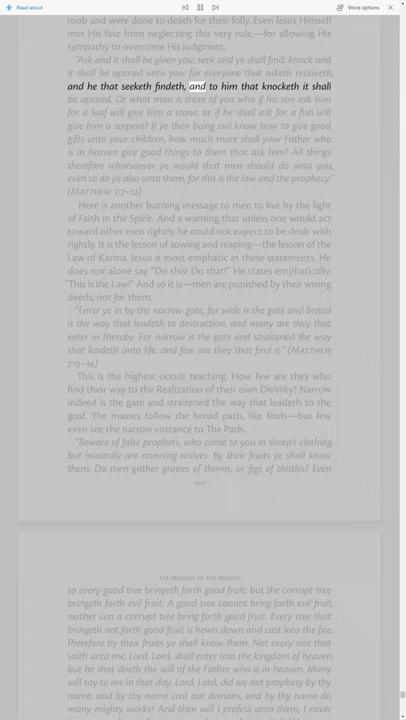 Read aloud
Voice options
mob and were done to death for their folly. Even Jesus Himself
met His fate from neglecting this very rule,—for allowing His
sympathy to overcome His judgment.
"Ask and it shall be given you; seek and ye shall find; knock and
it shall be opened unto you: for everyone that asketh receiveth,
and he that seeketh findeth, and to him that knocketh it shall
be opened. Or what man is there of you who if his son ask him
for a loaf will give him a stone, or if he shall ask for a fish will
give him a serpent? If ye then being evil know how to give good
gifts unto your children, how much more shall your Father who
is in heaven give good things to them that ask him! All things
therefore whatsoever ye would that men should do unto you,
even so do ye also unto them, for this is the law and the prophecy."
(MATTHEW 7:7–12)
Here is another burning message to men to live by the light
of Faith in the Spirit. And a warning that unless one would act
toward other men rightly, he could not expect to be dealt with
rightly. It is the lesson of sowing and reaping—the lesson of the
Law of Karma. Jesus is most emphatic in these statements. He
does not alone say "Do this! Do that!" He states emphatically:
"This is the Law!" And so it is—men are punished by their wrong
deeds, not for them.
"Enter ye in by the narrow gate, for wide is the gate and broad
is the way that leadeth to destruction, and many are they that
enter in thereby. For narrow is the gate and straitened the way
that leadeth unto life, and few are they that find it." (MATTHEW
7:13–14)
This is the highest occult teaching. How few are they who
find their way to the Realization of their own Divinity? Narrow
indeed is the gate and straitened the way that leadeth to the
goal. The masses follow the broad path, like fools—but few
even see the narrow entrance to The Path.
"Beware of false prophets, who come to you in sheep's clothing,
but inwardly are ravening wolves. By their fruits ye shall know
them. Do men gather grapes of thorns, or figs of thistles? Even
The Message of the Master
so every good tree bringeth forth good fruit; but the corrupt tree
bringeth forth evil fruit. A good tree cannot bring forth evil fruit,
neither can a corrupt tree bring forth good fruit. Every tree that
bringeth not forth good fruit is hewn down and cast into the fire.
Therefore by their fruits ye shall know them. Not every one that
saith unto me, Lord, Lord, shall enter into the kingdom of heaven,
but he that doeth the will of the Father who is in heaven. Many
will say to me in that day, Lord, Lord, did we not prophesy by thy
name, and by thy name cast out demons, and by thy name do
many mighty works? And then will I profess unto them, I never